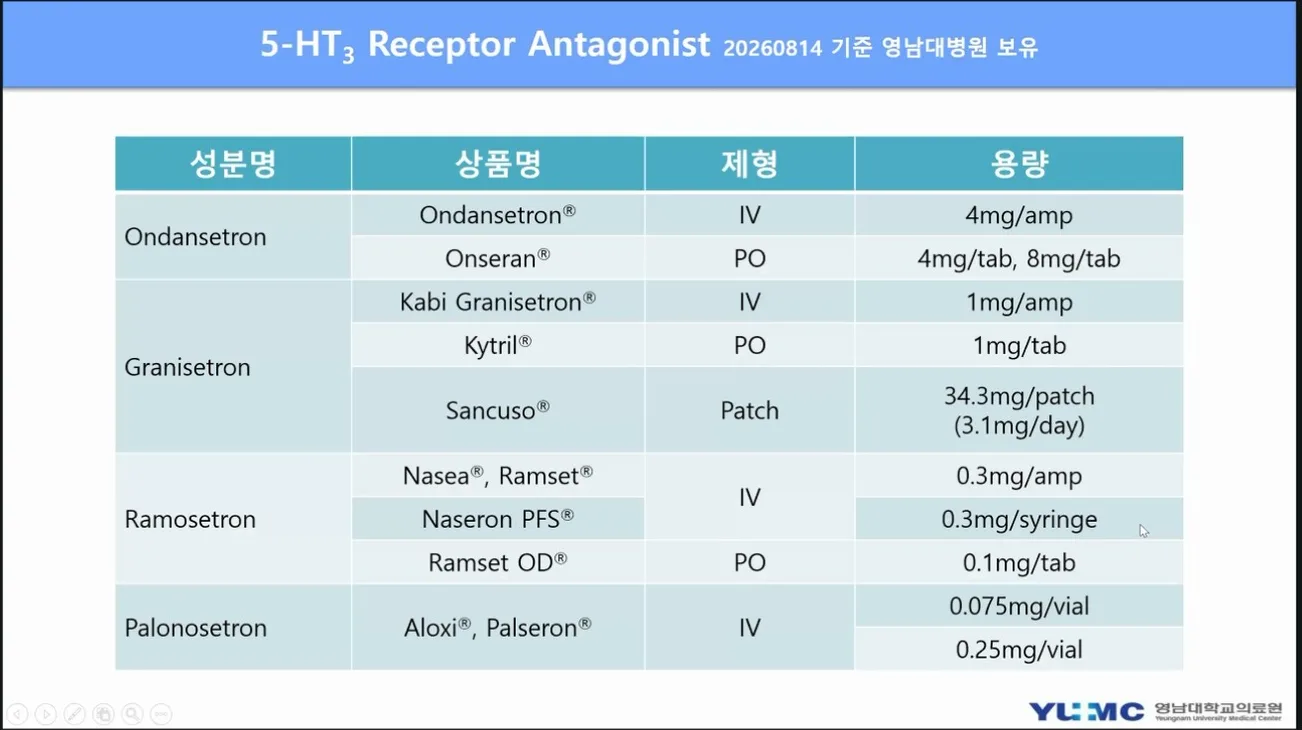 5-HT₃ Receptor Antagonist 20260814 기준 영남대병원 보유
성분명 상품명 제형 용량
Ondansetron
Ondansetron® IV 4mg/amp
Onseran® PO 4mg/tab, 8mg/tab
Granisetron
Kabi Granisetron® IV 1mg/amp
Kytril® PO 1mg/tab
Sancuso® Patch 34.3mg/patch
(3.1mg/day)
Ramosetron
Nasea®, Ramset® IV 0.3mg/amp
Naseron PFS® 0.3mg/syringe
Ramset OD® PO 0.1mg/tab
Palonosetron
Aloxi®, Palseron® IV 0.075mg/vial
0.25mg/vial
YUMC 영남대학교의료원
Yeungnam University Medical Center